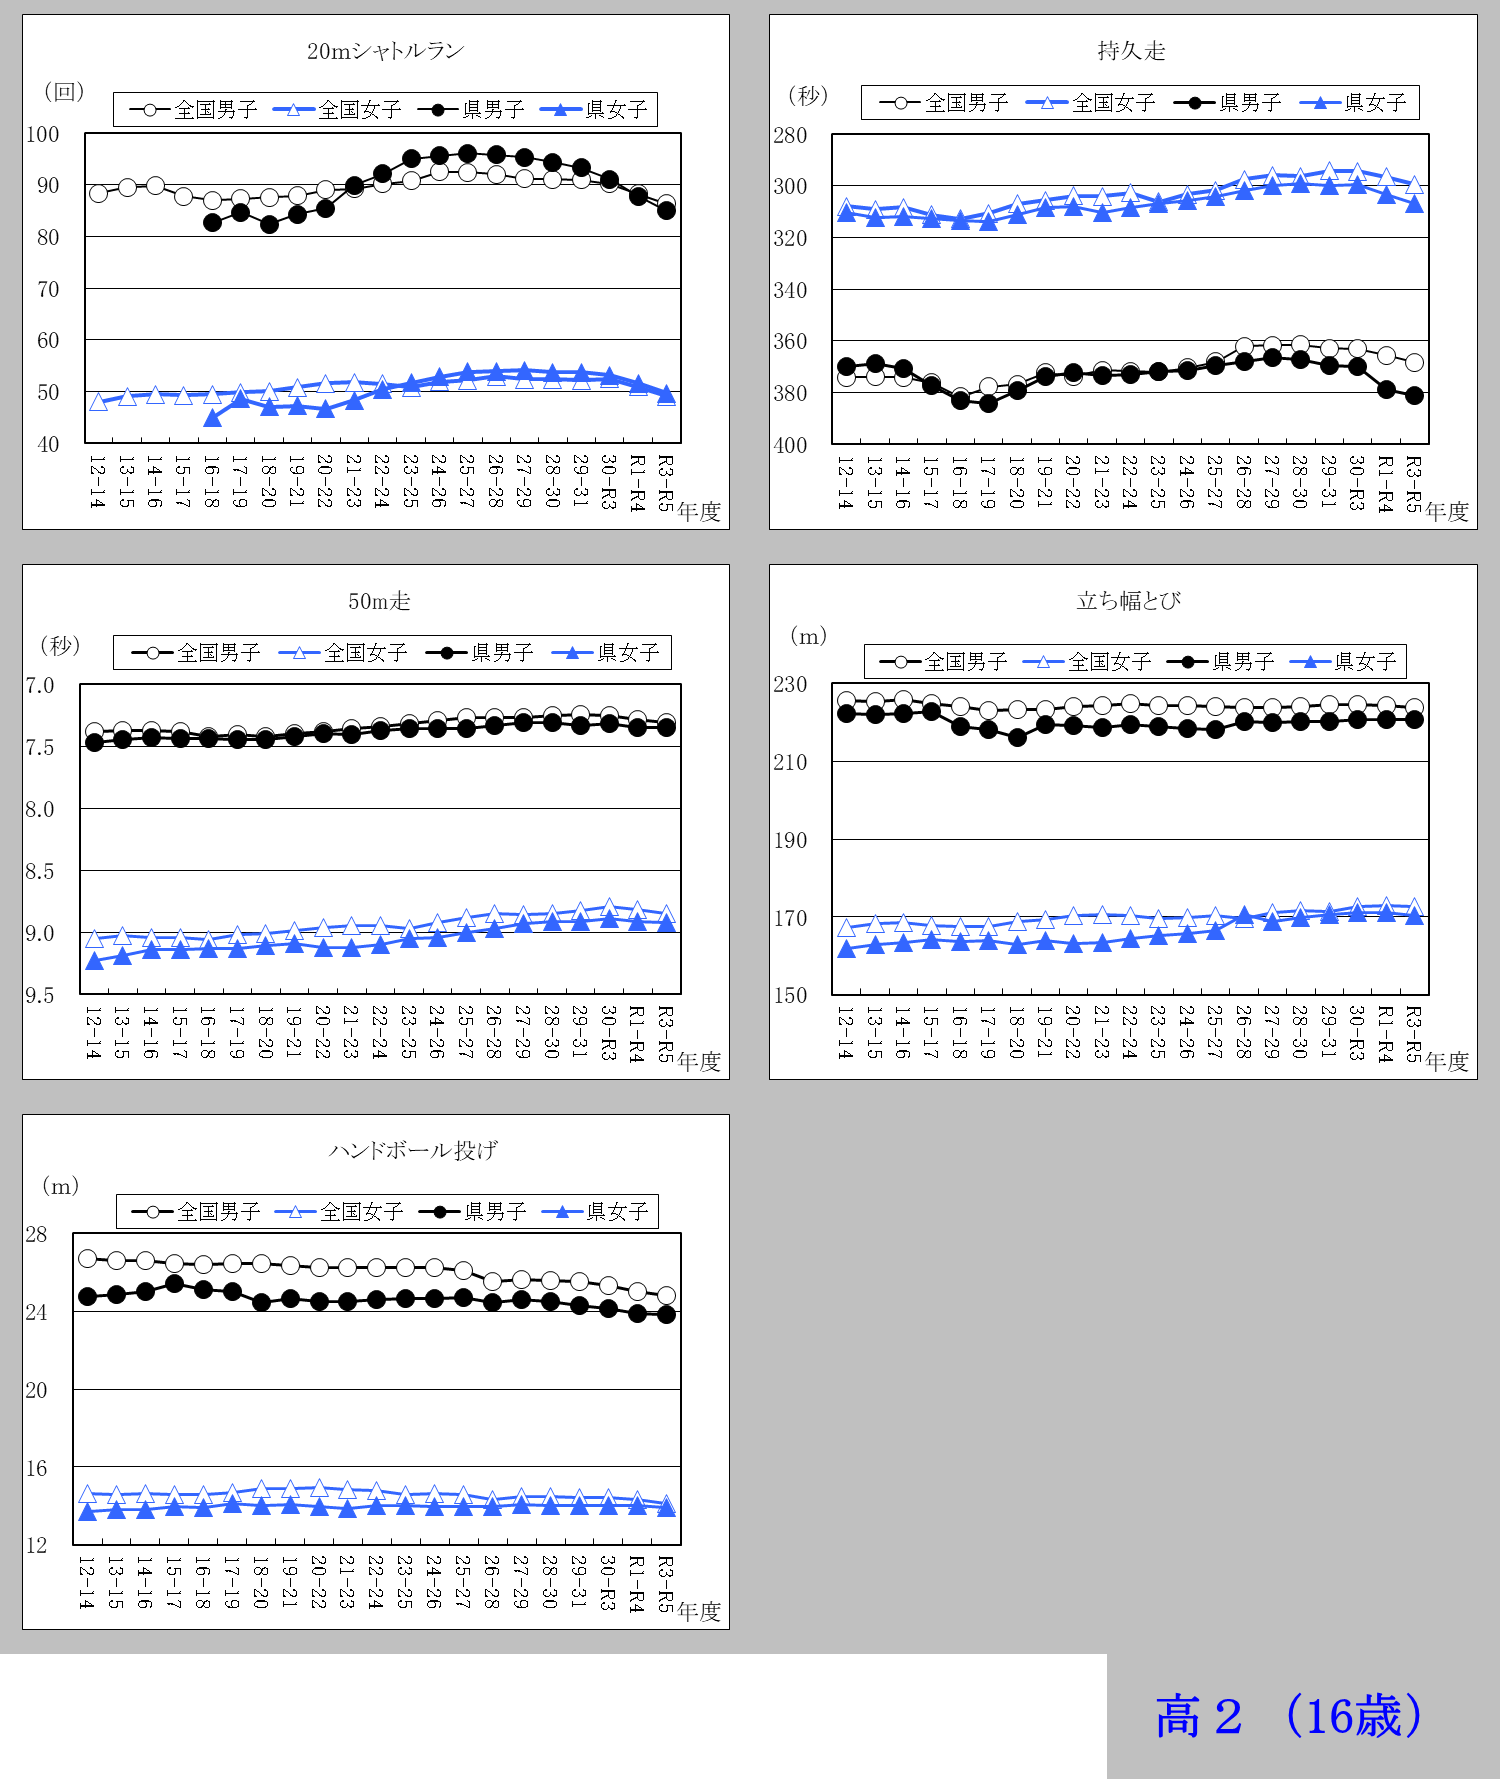 20mシャトルラン
（回）
全国男子 全国女子 県男子 県女子
100
90
80
70
60
50
40
12-14 13-15 14-16 15-17 16-18 17-19 18-20 19-21 20-22 21-23 22-24 23-25 24-26 25-27 26-28 27-29 28-30 29-31 30-R3 R1-R4 R3-R5
年度
持久走
（秒）
全国男子 全国女子 県男子 県女子
280
300
320
340
360
380
400
12-14 13-15 14-16 15-17 16-18 17-19 18-20 19-21 20-22 21-23 22-24 23-25 24-26 25-27 26-28 27-29 28-30 29-31 30-R3 R1-R4 R3-R5
年度
50m走
（秒）
全国男子 全国女子 県男子 県女子
7.0
7.5
8.0
8.5
9.0
9.5
12-14 13-15 14-16 15-17 16-18 17-19 18-20 19-21 20-22 21-23 22-24 23-25 24-26 25-27 26-28 27-29 28-30 29-31 30-R3 R1-R4 R3-R5
年度
立ち幅とび
（m）
全国男子 全国女子 県男子 県女子
230
210
190
170
150
12-14 13-15 14-16 15-17 16-18 17-19 18-20 19-21 20-22 21-23 22-24 23-25 24-26 25-27 26-28 27-29 28-30 29-31 30-R3 R1-R4 R3-R5
年度
ハンドボール投げ
（m）
全国男子 全国女子 県男子 県女子
28
24
20
16
12
12-14 13-15 14-16 15-17 16-18 17-19 18-20 19-21 20-22 21-23 22-24 23-25 24-26 25-27 26-28 27-29 28-30 29-31 30-R3 R1-R4 R3-R5
年度
高２ （16歳）